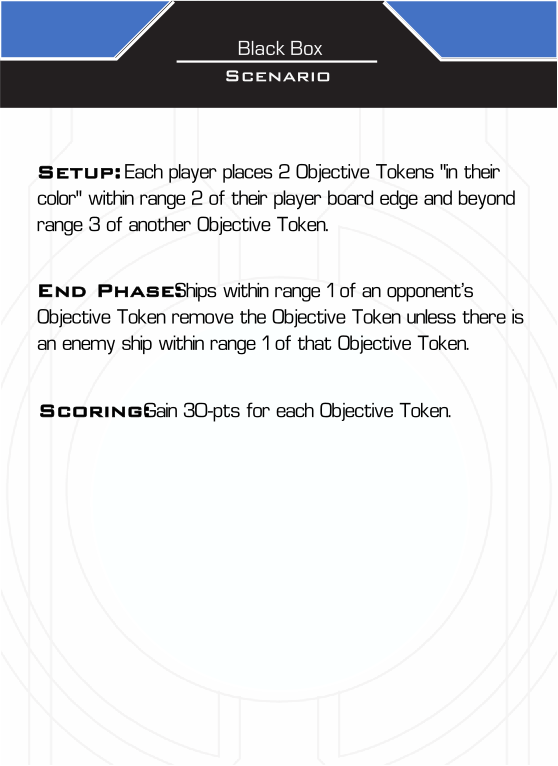 Black Box
SCENARIO
SETUP: Each player places 2 Objective Tokens "in their
color" within range 2 of their player board edge and beyond
range 3 of another Objective Token.
END PHASE: Ships within range 1 of an opponent's
Objective Token remove the Objective Token unless there is
an enemy ship within range 1 of that Objective Token.
SCORING: Gain 30-pts for each Objective Token.